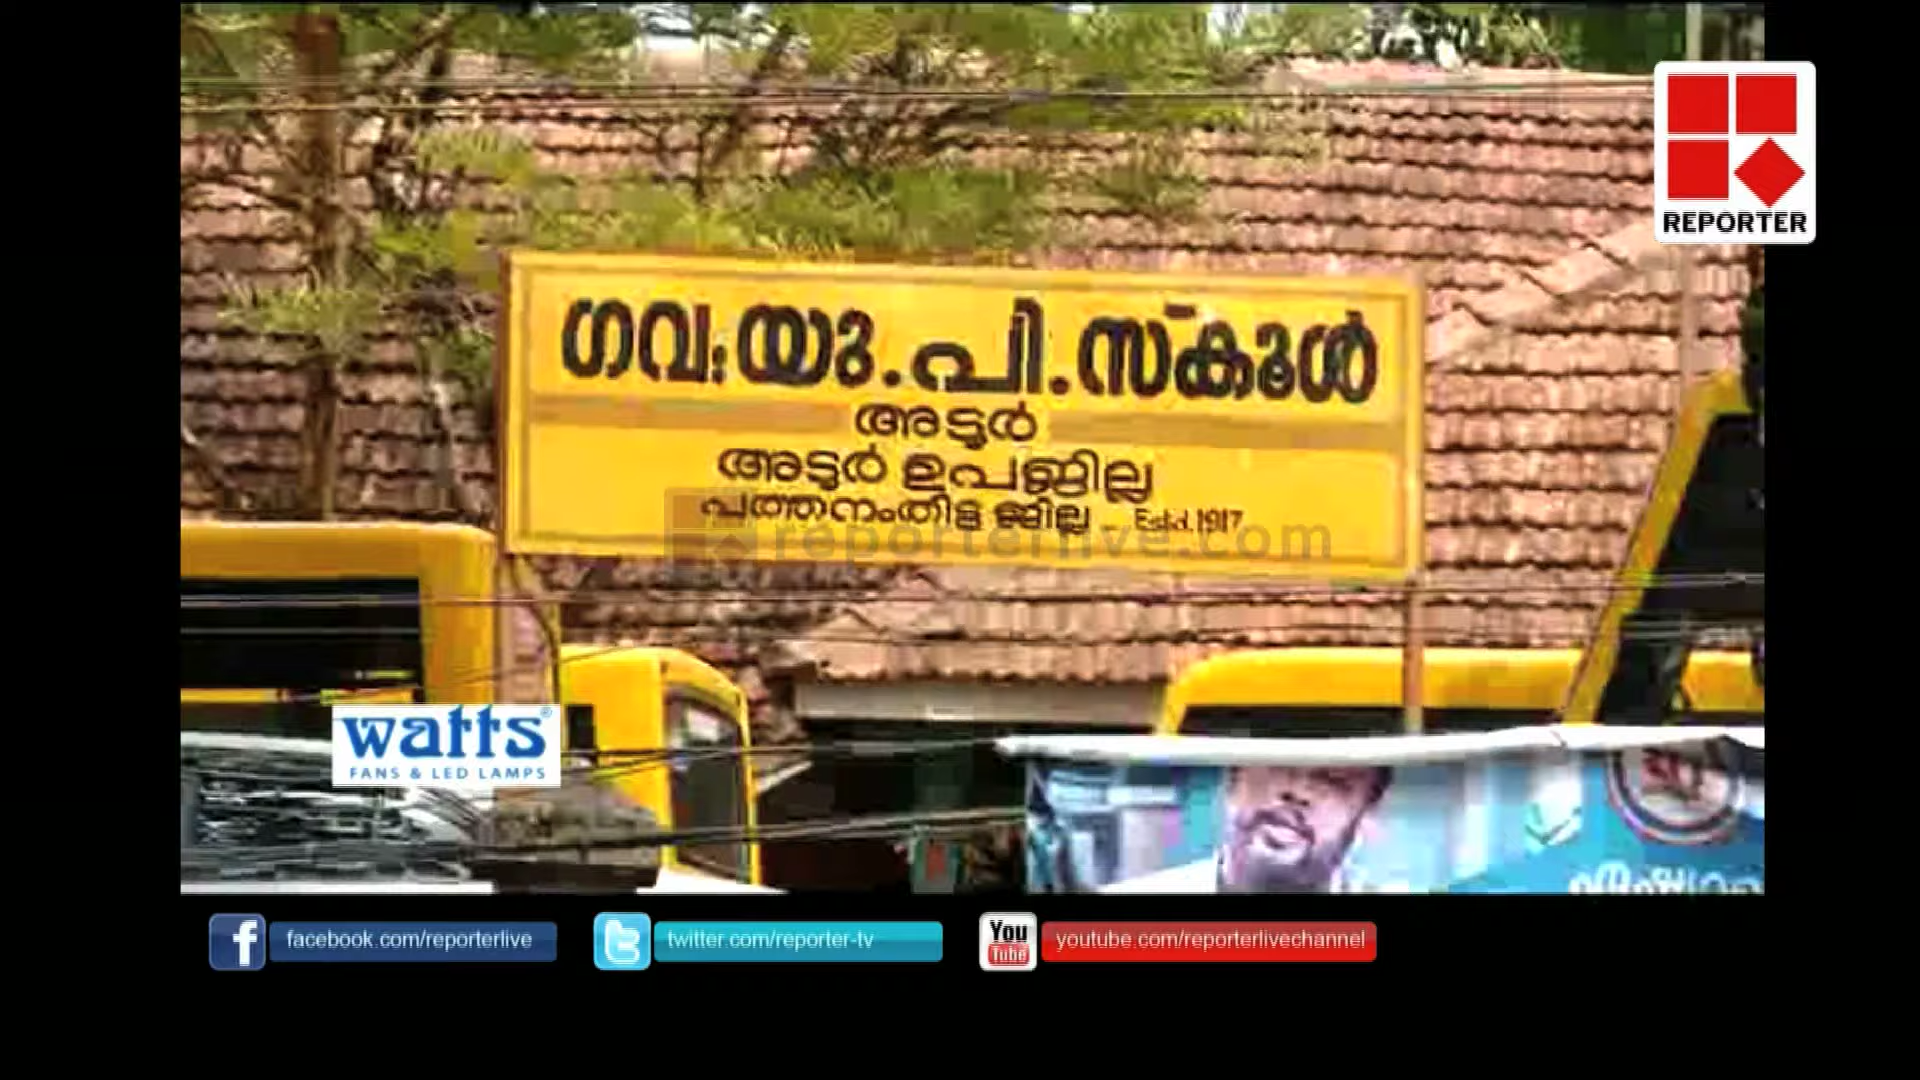 REPORTER
ഗവ: യു.പി.സ്കൂൾ
അടൂർ
അടൂർ ഉപജില്ല
പത്തനംതിട്ട ജില്ല Estd. 1917
reporterlive.com
watts®
FANS & LED LAMPS
facebook.com/reporterlive
twitter.com/reporter-tv
You Tube
youtube.com/reporterlivechannel